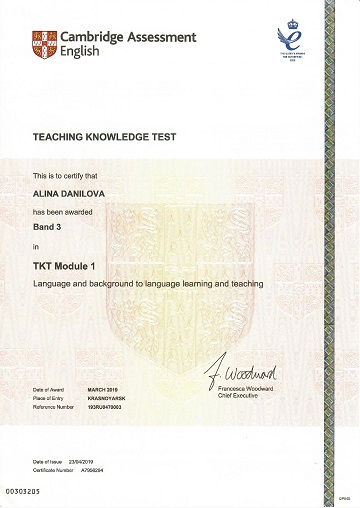 Cambridge Assessment
English
TEACHING KNOWLEDGE TEST
This is to certify that
ALINA DANILOVA
has been awarded
Band 3
in
TKT Module 1
Language and background to language learning and teaching
F. Woodward
Francesca Woodward
Chief Executive
Date of Award MARCH 2019
Place of Entry KRASNOYARSK
Reference Number 193RU0470003
Date of Issue 23/04/2019
Certificate Number A7956204
00303205